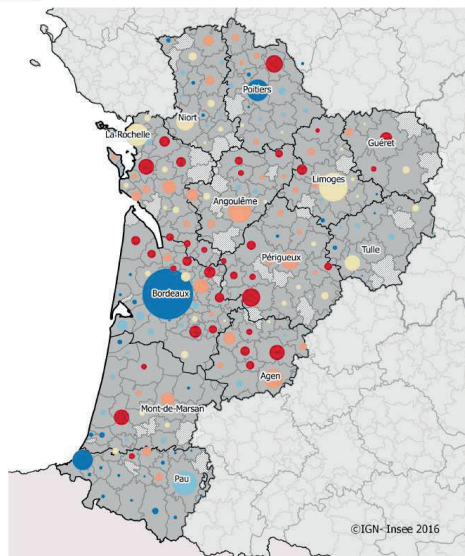 Poitiers
Niort
La-Rochelle
Guéret
Limoges
Angoulême
Tulle
Périgueux
Bordeaux
Agen
Mont-de-Marsan
Pau
©IGN- Insee 2016